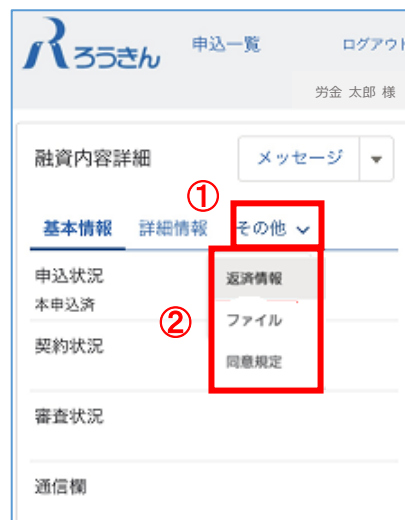 ろうきん 申込一覧 ログアウト
労金 太郎 様
融資内容詳細 メッセージ
①
基本情報 詳細情報 その他
申込状況 返済情報
本申込済
② ファイル
契約状況 同意規定
審査状況
通信欄